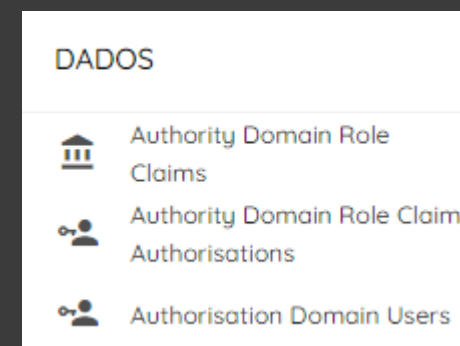 DADOS
Authority Domain Role
Claims
Authority Domain Role Claim
Authorisations
Authorisation Domain Users